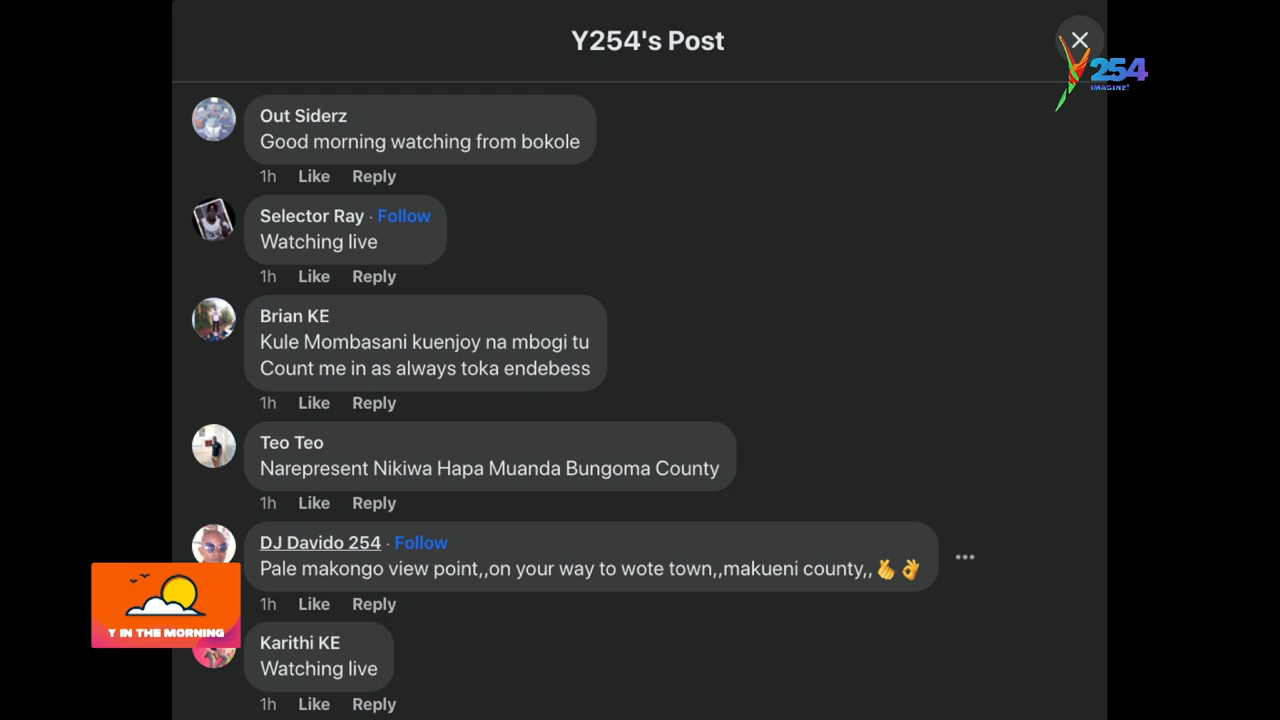 Y254's Post
Y254
IMAGINE!
Out Siderz
Good morning watching from bokole
1h Like Reply
Selector Ray · Follow
Watching live
1h Like Reply
Brian KE
Kule Mombasani kuenjoy na mbogi tu
Count me in as always toka endebess
1h Like Reply
Teo Teo
Narepresent Nikiwa Hapa Muanda Bungoma County
1h Like Reply
DJ Davido 254 · Follow
Pale makongo view point,,on your way to wote town,,makueni county,,🫰👌
1h Like Reply
Y IN THE MORNING
Karithi KE
Watching live
1h Like Reply